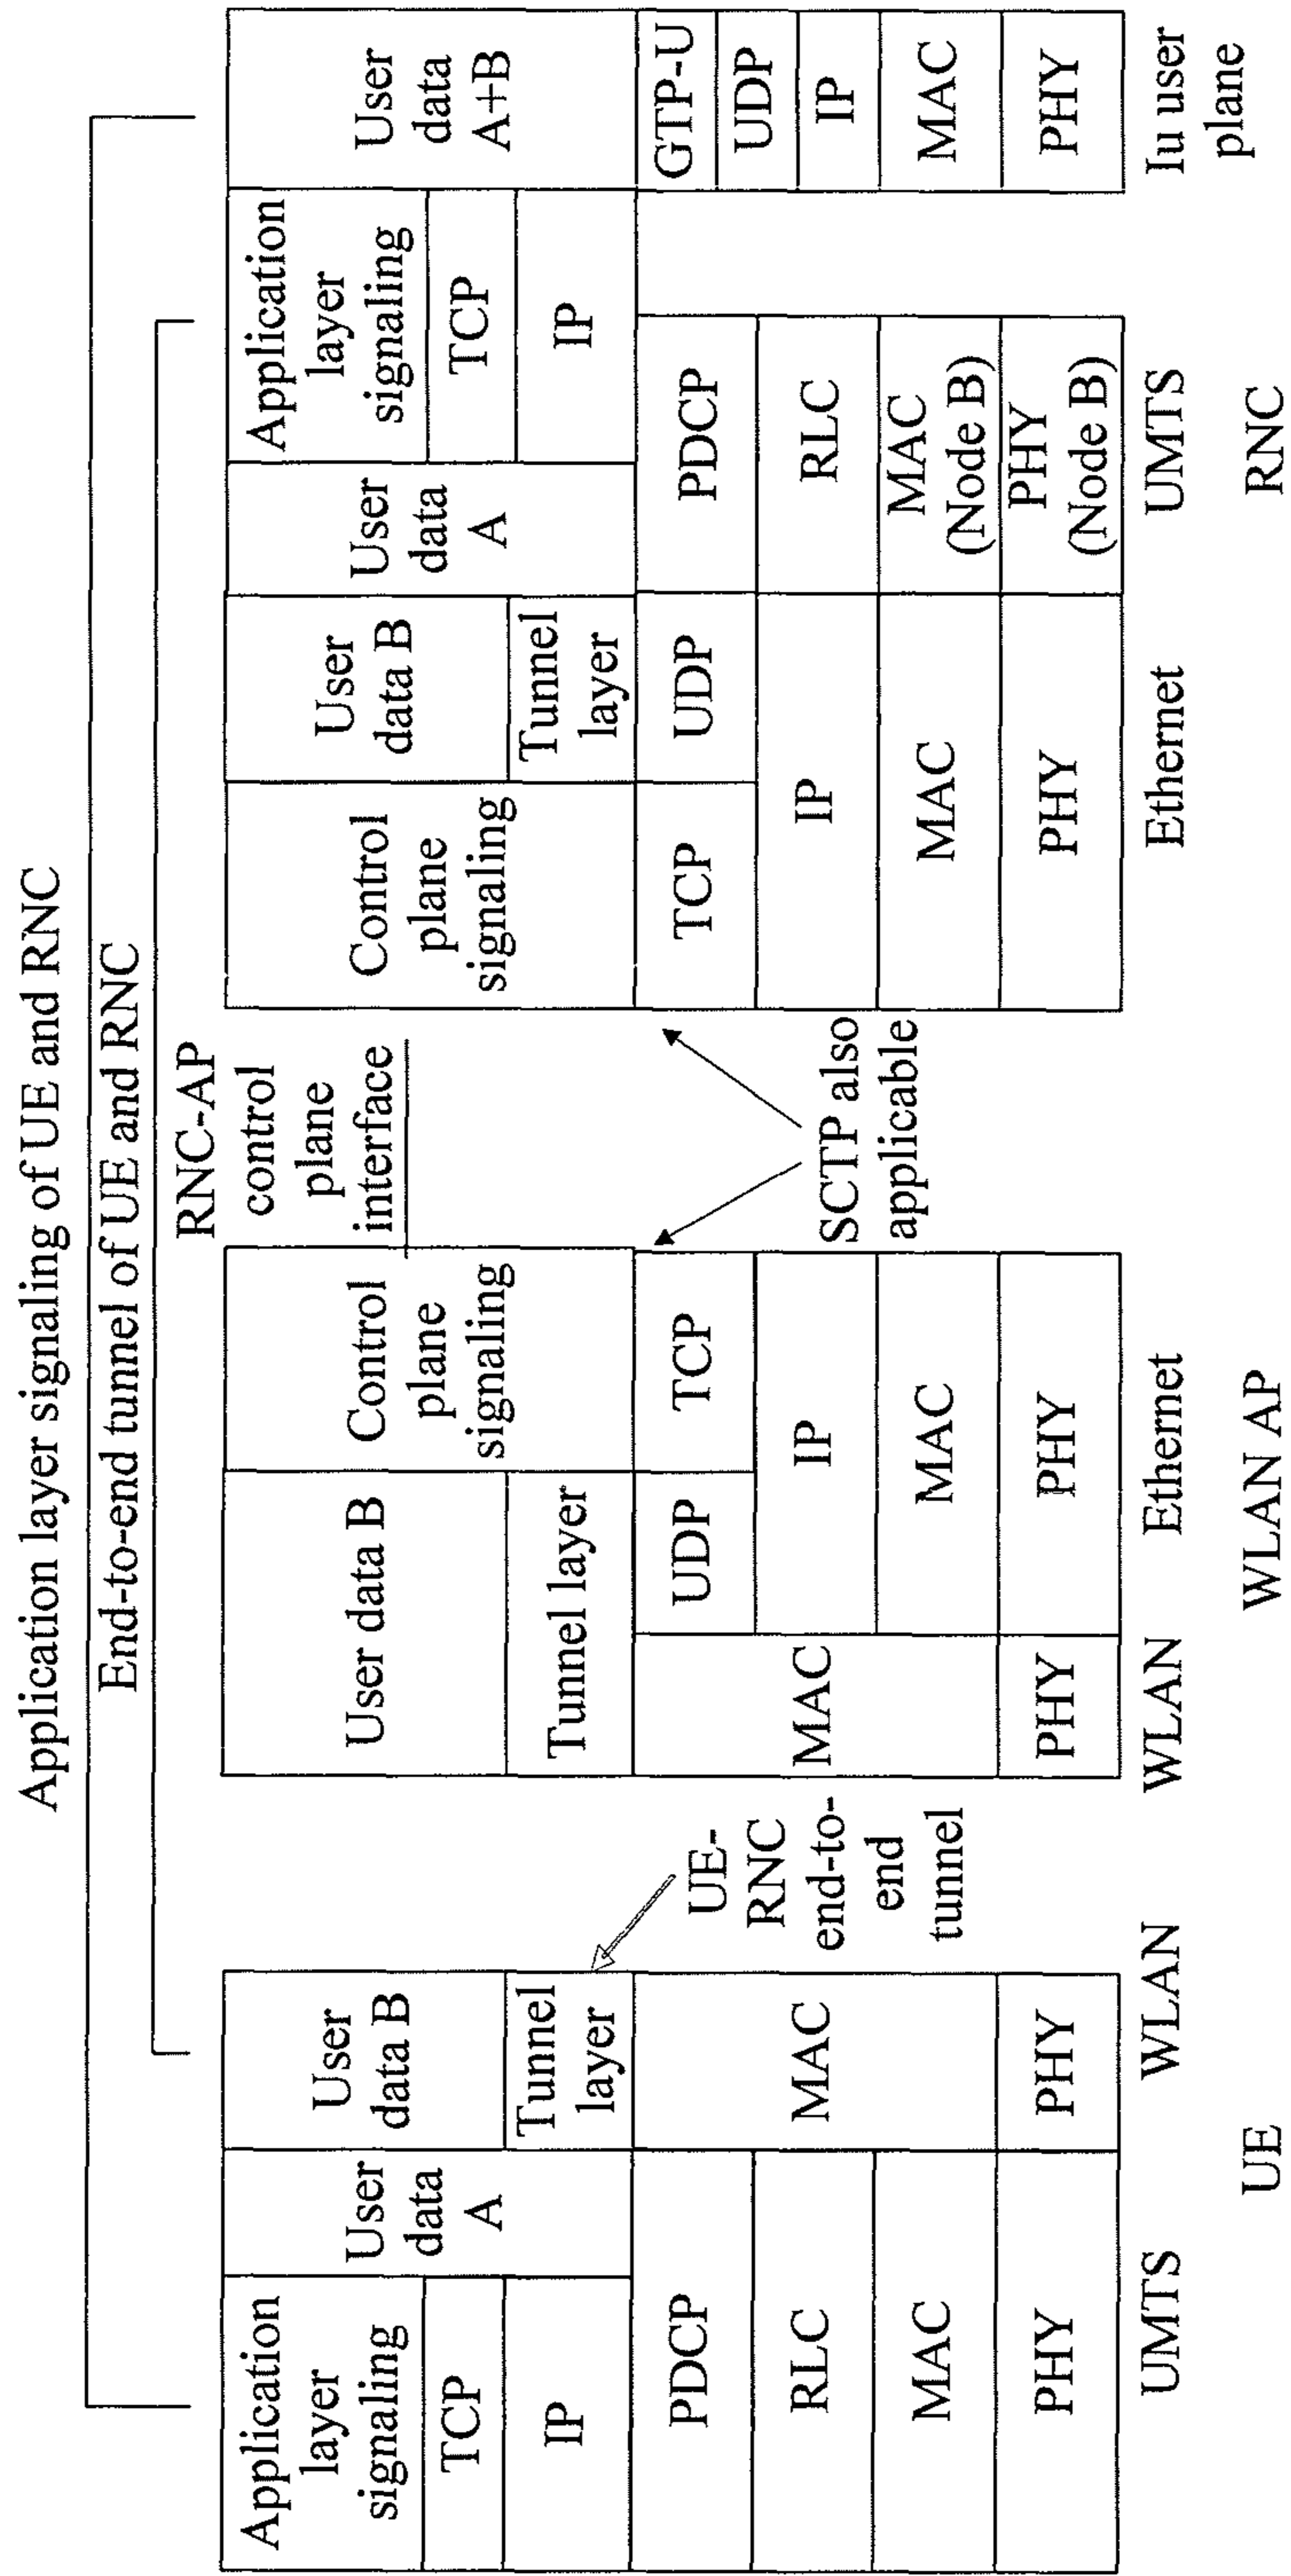 Application layer signaling of UE and RNC
End-to-end tunnel of UE and RNC
Application
layer
signaling
TCP
IP
User
data
A
PDCP
RLC
MAC
PHY
UMTS
User
data B
Tunnel
layer
MAC
PHY
WLAN
UE
UE-
RNC
end-to-
end
tunnel
User data B
Tunnel layer
MAC
PHY
WLAN
Control
plane
signaling
UDP
TCP
IP
MAC
PHY
Ethernet
WLAN AP
RNC-AP
control
plane
interface
SCTP also
applicable
Control
plane
signaling
User
data B
Tunnel
layer
TCP
UDP
IP
MAC
PHY
Ethernet
User
data
A
Application
layer
signaling
TCP
IP
PDCP
RLC
MAC
(Node B)
PHY
(Node B)
UMTS
RNC
User
data
A+B
GTP-U
UDP
IP
MAC
PHY
Iu user
plane